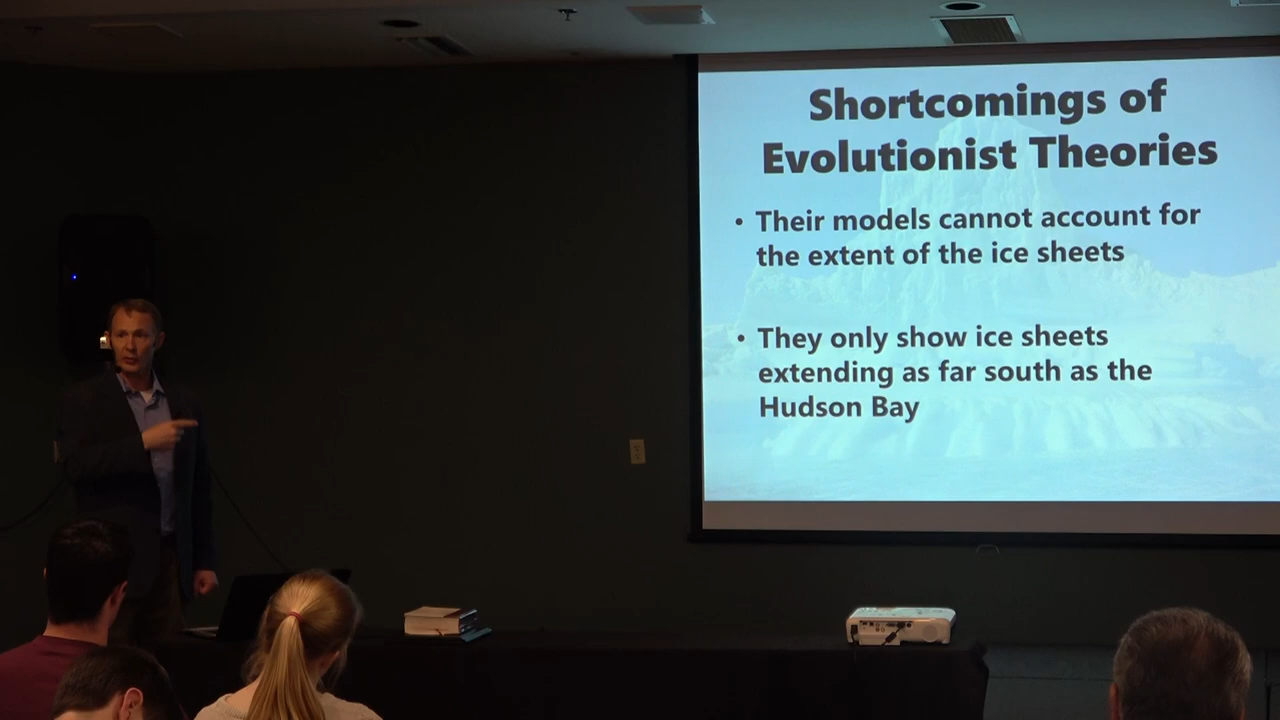 Shortcomings of
Evolutionist Theories
• Their models cannot account for
the extent of the ice sheets
• They only show ice sheets
extending as far south as the
Hudson Bay